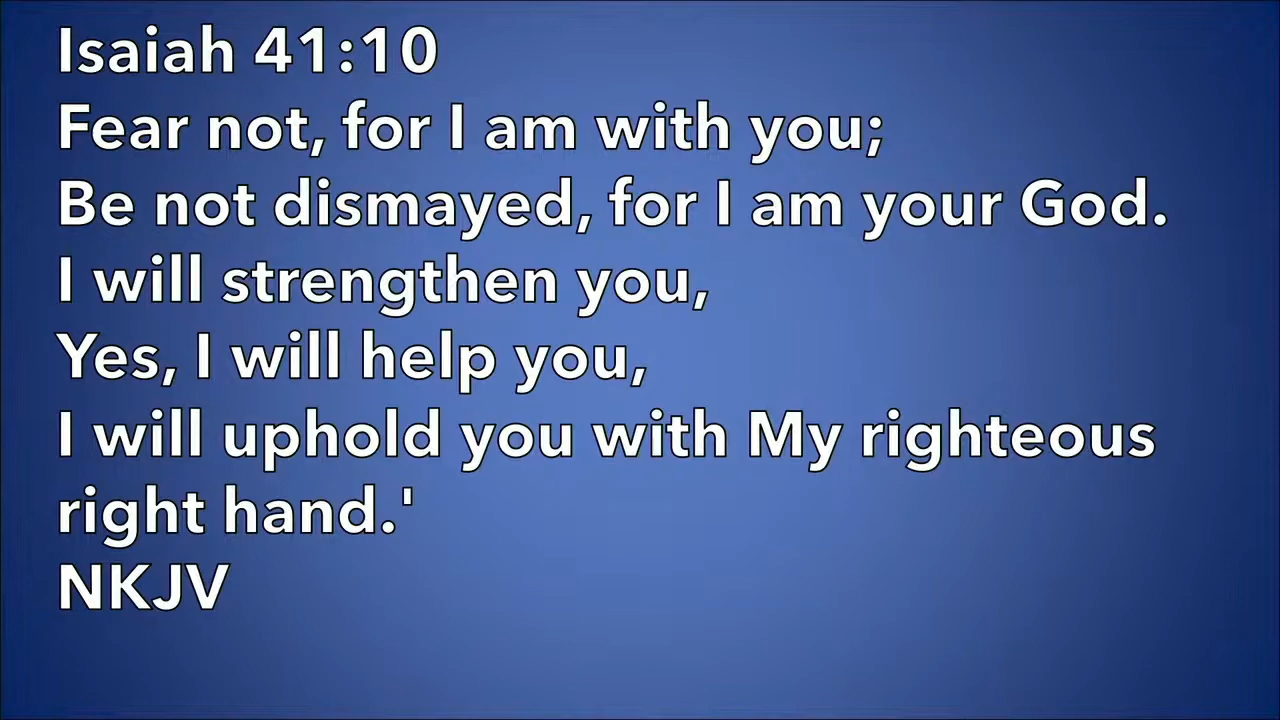 Isaiah 41:10
Fear not, for I am with you;
Be not dismayed, for I am your God.
I will strengthen you,
Yes, I will help you,
I will uphold you with My righteous
right hand.'
NKJV